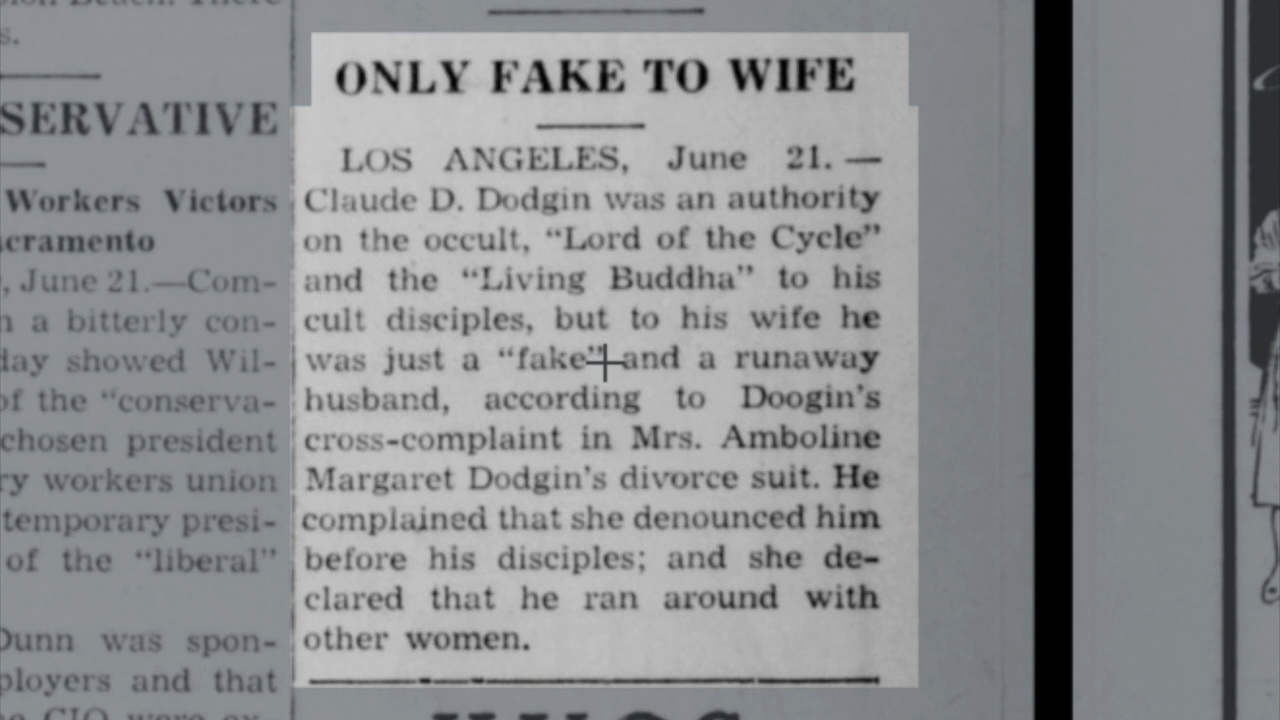 s.
SERVATIVE
Workers Victors
cramento
, June 21.—Com-
a bitterly con-
day showed Wil-
of the “conserva-
chosen president
ry workers union
temporary presi-
of the “liberal”
Dunn was spon-
ployers and that
ONLY FAKE TO WIFE
LOS ANGELES, June 21. —
Claude D. Dodgin was an authority
on the occult, “Lord of the Cycle”
and the “Living Buddha” to his
cult disciples, but to his wife he
was just a “fake” and a runaway
husband, according to Doogin’s
cross-complaint in Mrs. Amboline
Margaret Dodgin’s divorce suit. He
complained that she denounced him
before his disciples; and she de-
clared that he ran around with
other women.